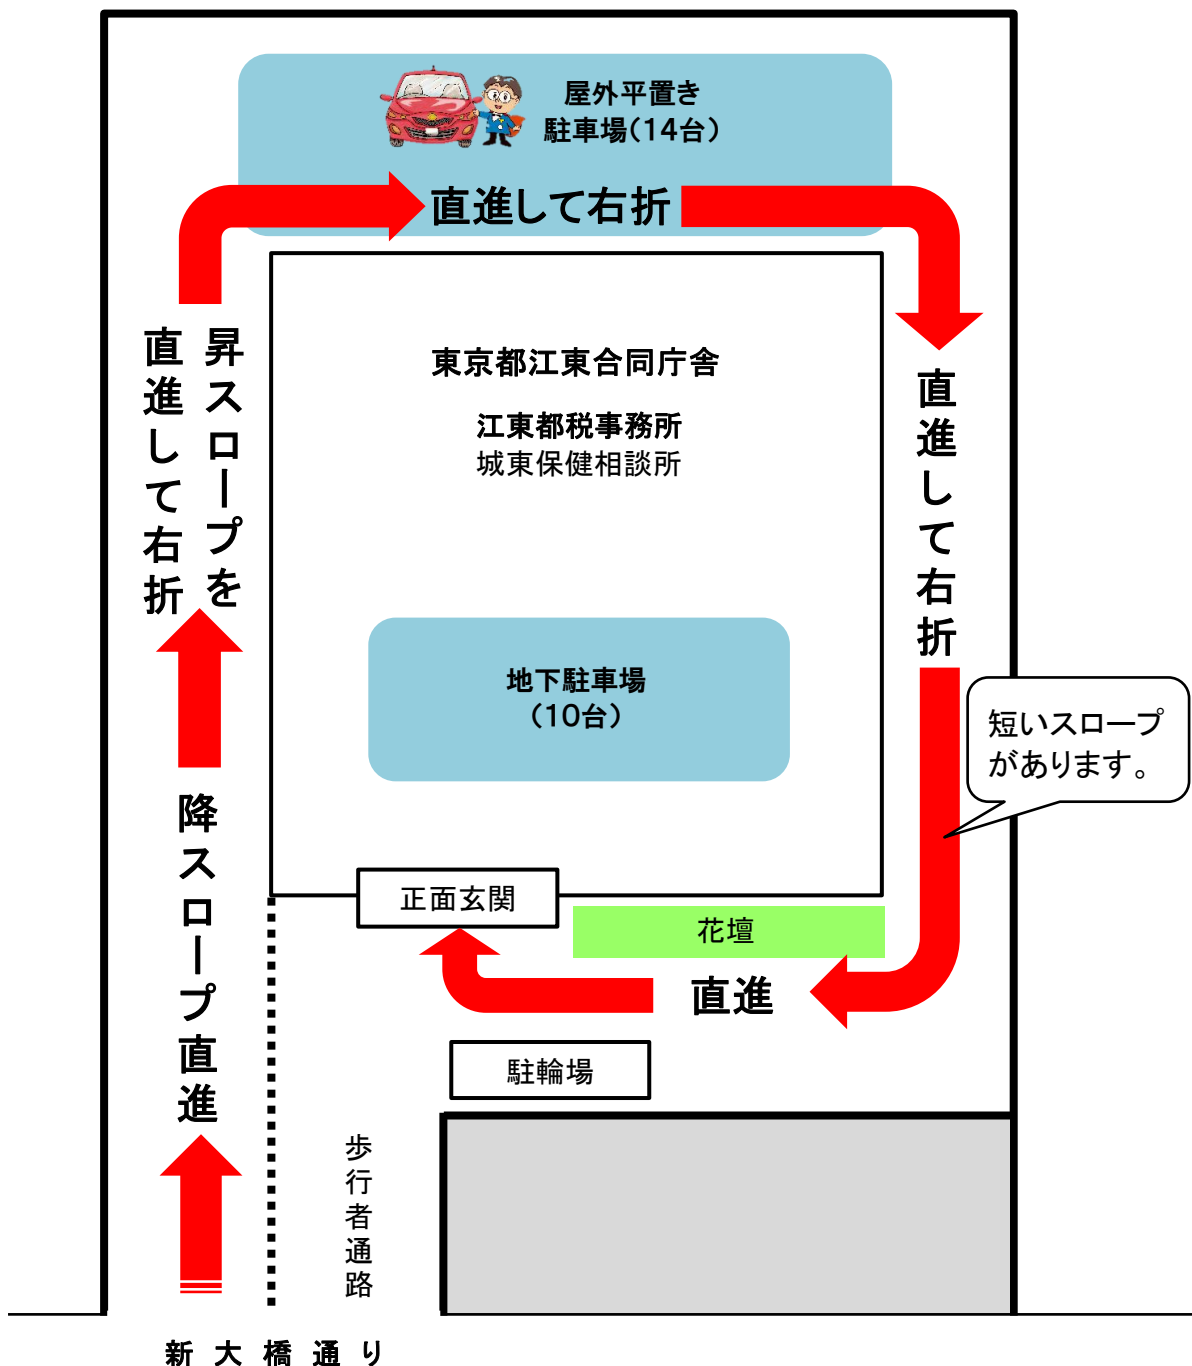 屋外平置き
駐車場(14台)
直進して右折
昇スロープを
直進して右折
東京都江東合同庁舎
江東都税事務所
城東保健相談所
直進して右折
地下駐車場
(10台)
短いスロープ
があります。
降スロープ直進
正面玄関
花壇
直進
駐輪場
歩行者通路
新大橋通り